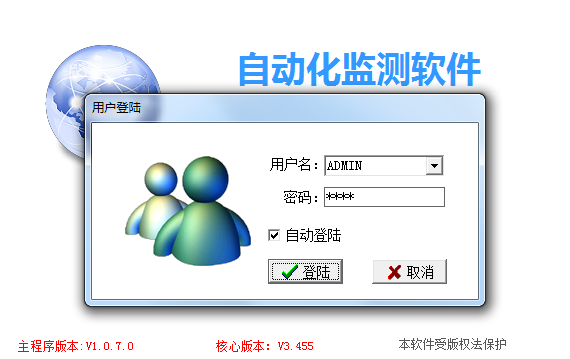 自动化监测软件
用户登陆
用户名：ADMIN
密码：****
自动登陆
登陆 取消
主程序版本:V1.0.7.0 核心版本：V3.455 本软件受版权法保护